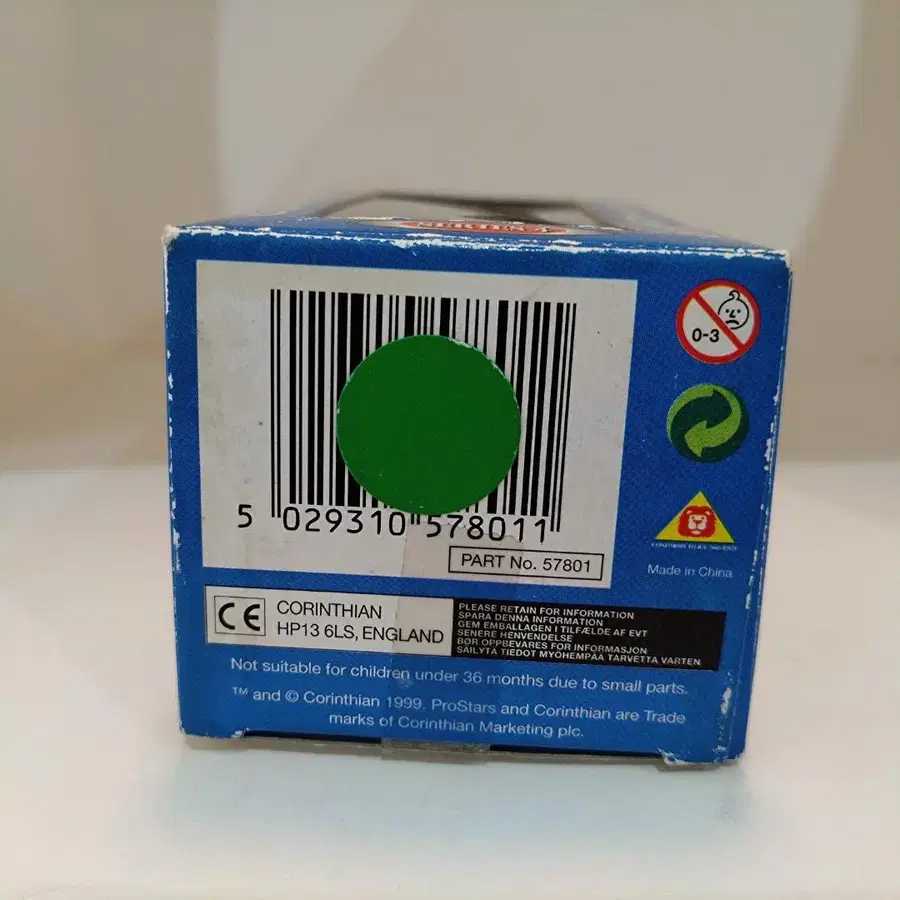 SERIES 4
0-3
5 029310 578011
PART No. 57801
Made in China
CE
CORINTHIAN
HP13 6LS, ENGLAND
PLEASE RETAIN FOR INFORMATION
SPARA DENNA INFORMATION
GEM EMBALLAGEN I TILFÆLDE AF EVT
SENERE HENVENDELSE
BØR OPPBEVARES FOR INFORMASJON
SÄILYTÄ TIEDOT MYÖHEMPÄÄ TARVETTA VARTEN
Not suitable for children under 36 months due to small parts.
™ and © Corinthian 1999. ProStars and Corinthian are Trade
marks of Corinthian Marketing plc.